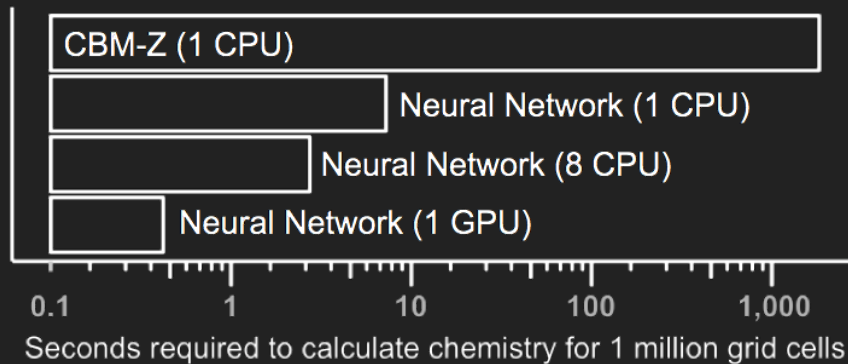 CBM-Z (1 CPU)
Neural Network (1 CPU)
Neural Network (8 CPU)
Neural Network (1 GPU)
0.1 1 10 100 1,000
Seconds required to calculate chemistry for 1 million grid cells